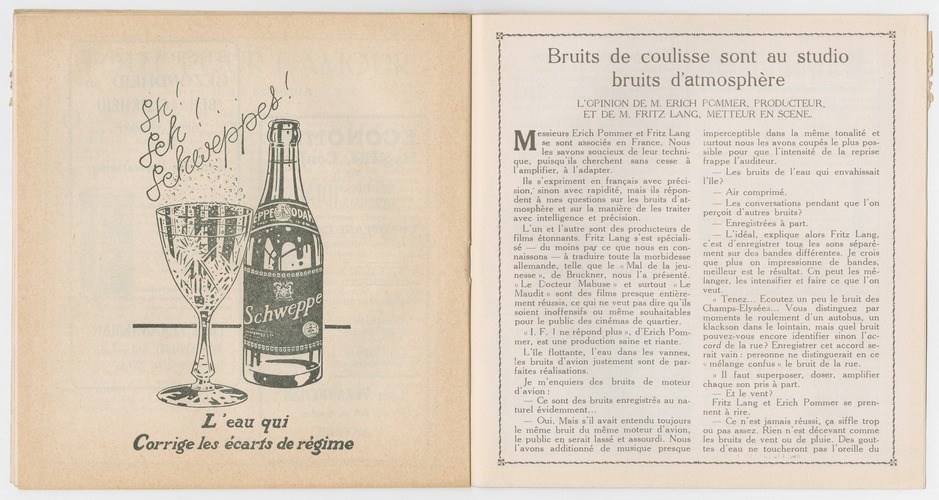 Sh' !
Sch !
Schweppes!
EPPE SODA
Schweppe
L'eau qui
Corrige les écarts de régime
Bruits de coulisse sont au studio
bruits d'atmosphère
L'OPINION DE M. ERICH POMMER, PRODUCTEUR,
ET DE M. FRITZ LANG, METTEUR EN SCENE.
Messieurs Erich Pommer et Fritz Lang
se sont associés en France. Nous
les savons soucieux de leur techni-
que, puisqu'ils cherchent sans cesse à
l'amplifier, à l'adapter.
Ils s'expriment en français avec préci-
sion, sinon avec rapidité, mais ils répon-
dent à mes questions sur les bruits d'at-
mosphère et sur la manière de les traiter
avec intelligence et précision.
L'un et l'autre sont des producteurs de
films étonnants. Fritz Lang s'est spéciali-
sé — du moins par ce que nous en con-
naissons — à traduire toute la morbidesse
allemande, telle que le « Mal de la jeu-
nesse », de Bruckner, nous l'a présenté.
« Le Docteur Mabuse » et surtout « Le
Maudit » sont des films presque entière-
ment réussis, ce qui ne veut pas dire qu'ils
soient inoffensifs ou même souhaitables
pour le public des cinémas de quartier.
« I. F. 1 ne répond plus », d'Erich Pom-
mer, est une production saine et riante.
L'île flottante, l'eau dans les vannes,
les bruits d'avion justement sont de par-
faites réalisations.
Je m'enquiers des bruits de moteur
d'avion :
— Ce sont des bruits enregistrés au na-
turel évidemment...
— Oui. Mais s'il avait entendu toujours
le même bruit du même moteur d'avion,
le public en serait lassé et assourdi. Nous
l'avons additionné de musique presque
imperceptible dans la même tonalité et
surtout nous les avons coupés le plus pos-
sible pour que l'intensité de la reprise
frappe l'auditeur.
— Les bruits de l'eau qui envahissait
l'île?
— Air comprimé.
— Les conversations pendant que l'on
perçoit d'autres bruits?
— Enregistrées à part.
— L'idéal, explique alors Fritz Lang,
c'est d'enregistrer tous les sons séparé-
ment sur des bandes différentes. Je crois
que plus on impressionne de bandes,
meilleur est le résultat. On peut les mé-
langer, les intensifier et faire ce que l'on
veut.
« Tenez... Ecoutez un peu le bruit des
Champs-Elysées... Vous distinguez par
moments le roulement d'un autobus, un
klackson dans le lointain, mais quel bruit
pouvez-vous encore identifier sinon l'ac-
cord de la rue? Enregistrer cet accord se-
rait vain : personne ne distinguerait en ce
« mélange confus » le bruit de la rue.
« Il faut superposer, doser, amplifier
chaque son pris à part.
— Et le vent?
Fritz Lang et Erich Pommer se pren-
nent à rire.
— Ce n'est jamais réussi, ça siffle trop
ou pas assez. Rien n'est décevant comme
les bruits de vent ou de pluie. Des gout-
tes d'eau ne toucheront pas l'oreille du